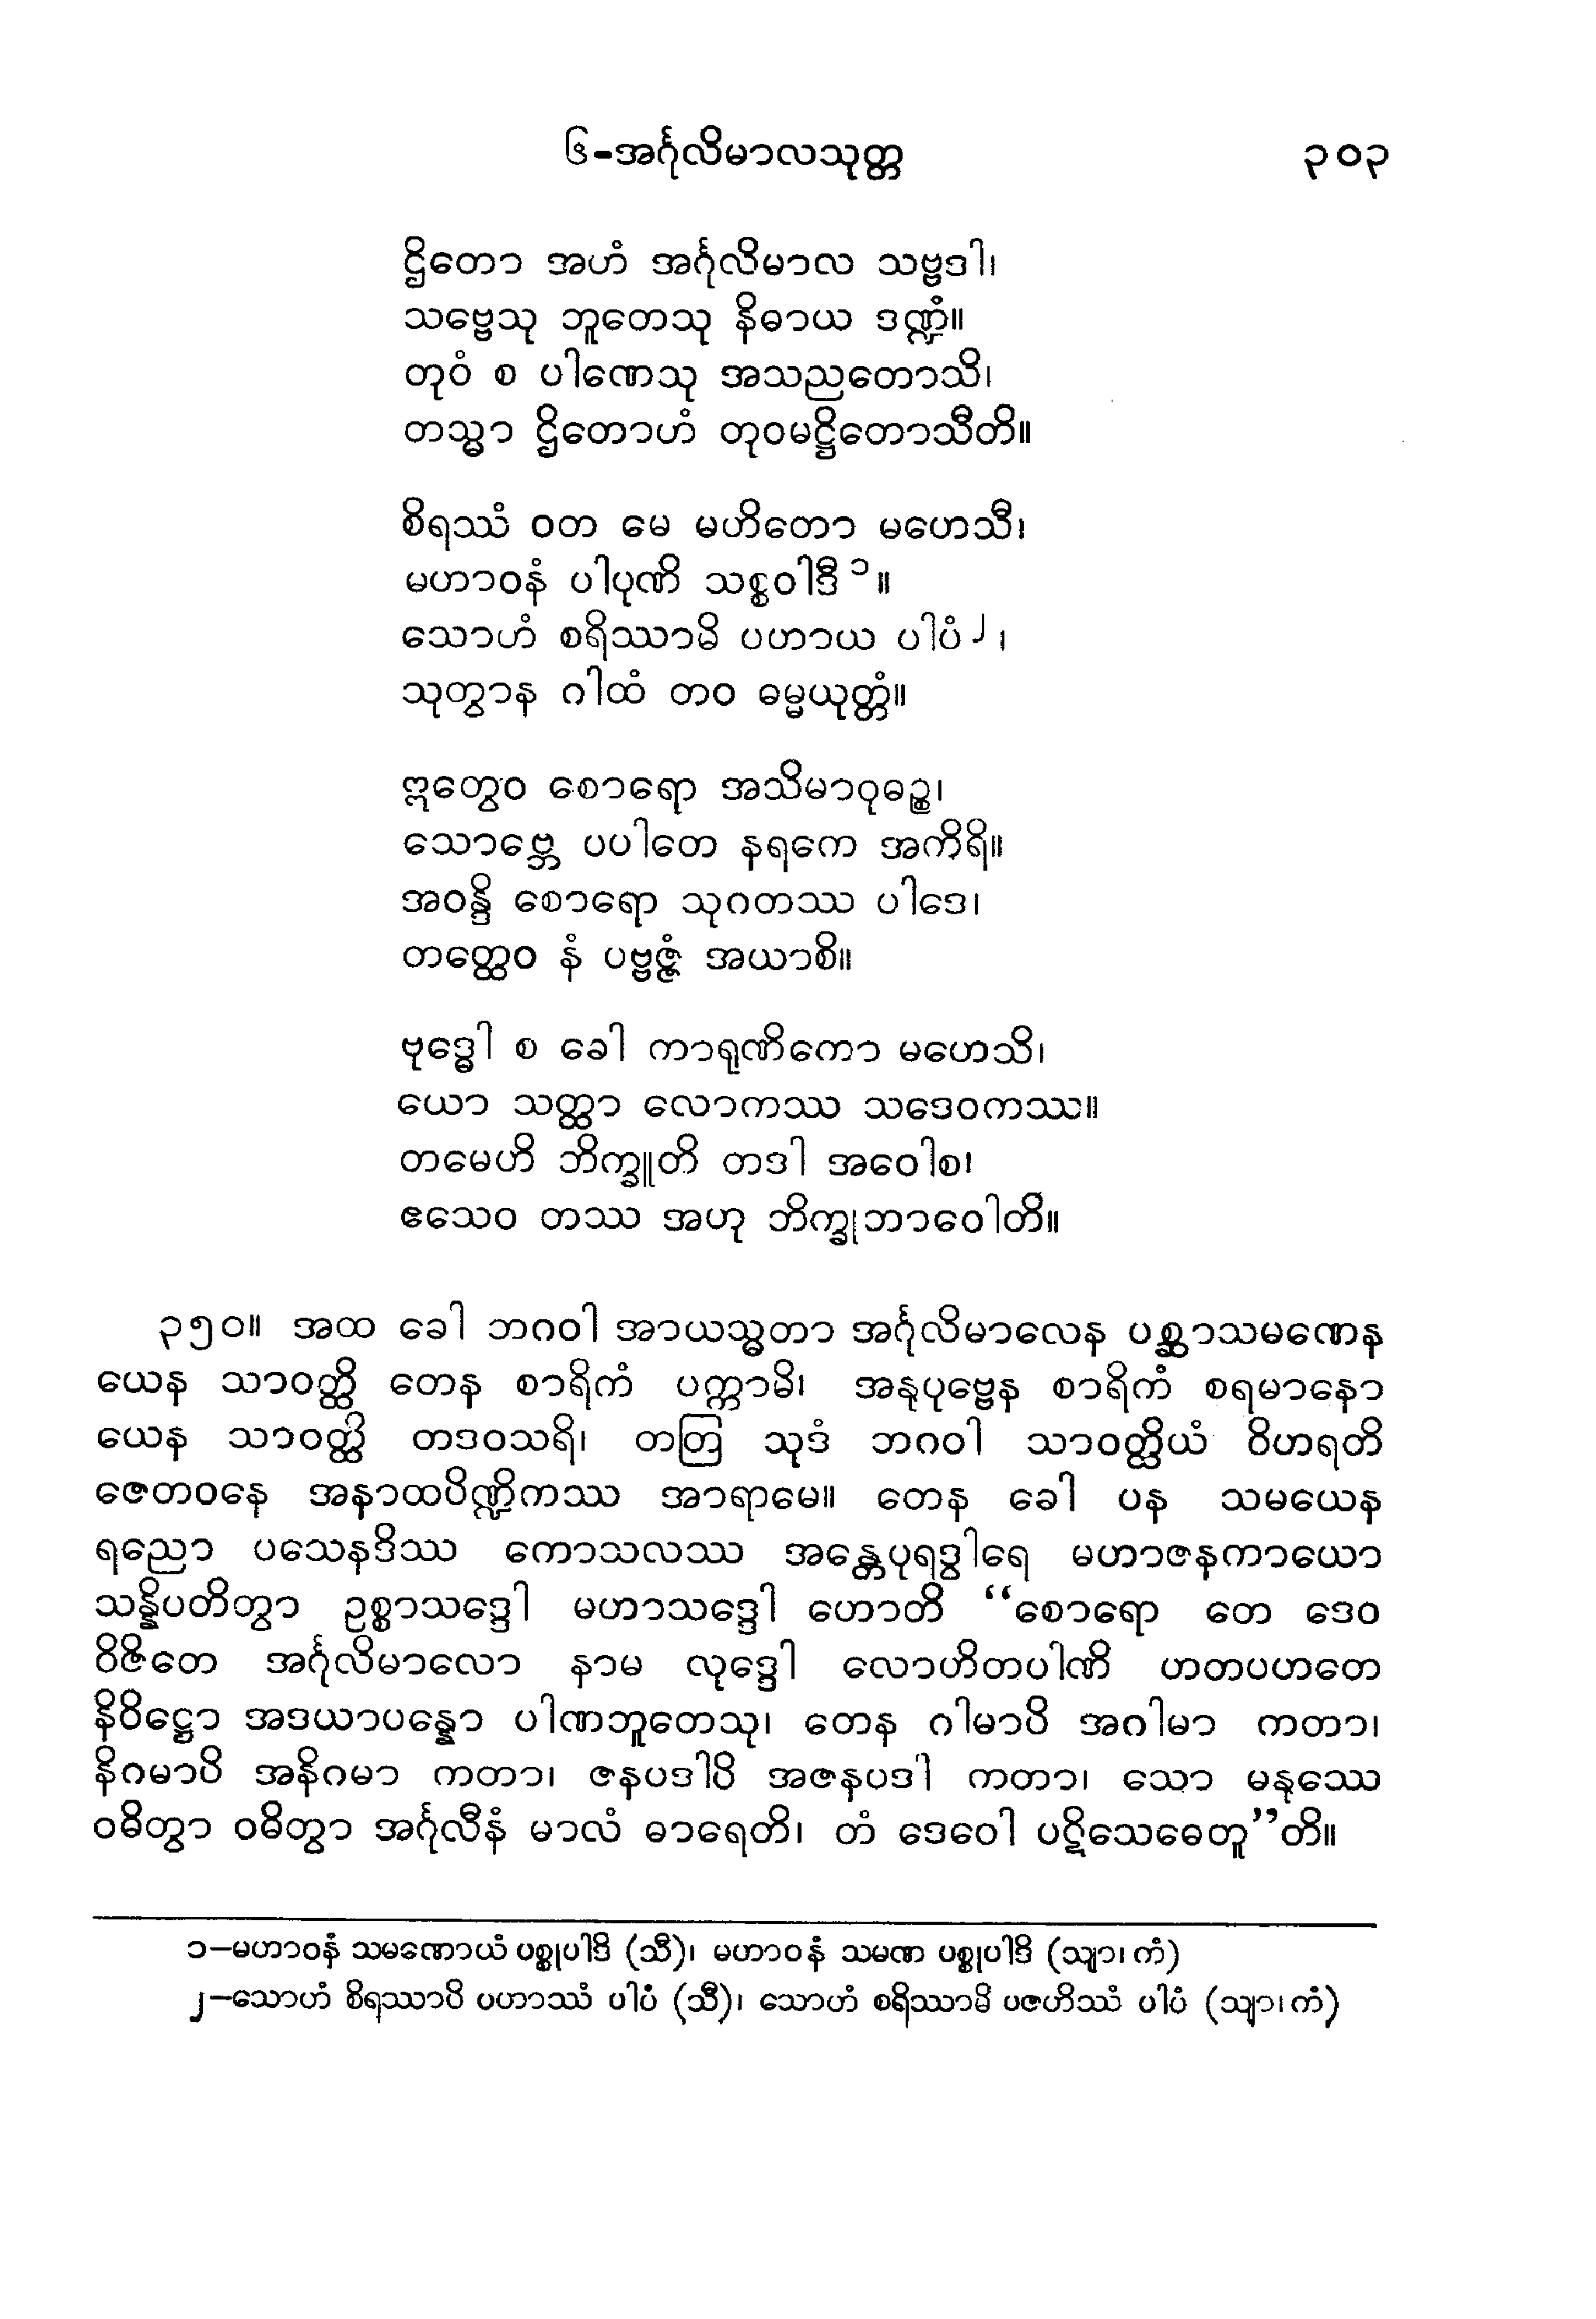 ၆-အင်္ဂုလိမာလသုတ္တ ၃၀၃
ဌိတော အဟံ အင်္ဂုလိမာလ သဗ္ဗဒါ၊
သဗ္ဗေသု ဘူတေသု နိဓာယ ဒဏ္ဍံ။
တုဝံ စ ပါဏေသု အသညတောသိ၊
တသ္မာ ဌိတောဟံ တုဝမဋ္ဌိတောသီတိ။
စိရဿံ ဝတ မေ မဟိတော မဟေသီ၊
မဟာဝနံ ပါပုဏိ သစ္စဝါဒီ ၁ ။
သောဟံ စရိဿာမိ ပဟာယ ပါပံ ၂ ၊
သုတွာန ဂါထံ တဝ ဓမ္မယုတ္တံ။
ဣတွေဝ စောရော အသိမာဝုဓဉ္စ၊
သောဗ္ဘေ ပပါတေ နရကေ အကိရိ။
အဝန္ဒိ စောရော သုဂတဿ ပါဒေ၊
တတ္ထေဝ နံ ပဗ္ဗဇ္ဇံ အယာစိ။
ဗုဒ္ဓေါ စ ခေါ ကာရုဏိကော မဟေသိ၊
ယော သတ္ထာ လောကဿ သဒေဝကဿ။
တမေဟိ ဘိက္ခူတိ တဒါ အဝေါစ၊
ဧသေဝ တဿ အဟု ဘိက္ခုဘာဝေါတိ။
၃၅၀။ အထ ခေါ ဘဂဝါ အာယသ္မတာ အင်္ဂုလိမာလေန ပစ္ဆာသမဏေန
ယေန သာဝတ္ထိ တေန စာရိကံ ပက္ကာမိ၊ အနုပုဗ္ဗေန စာရိကံ စရမာနော
ယေန သာဝတ္ထိ တဒဝသရိ၊ တတြ သုဒံ ဘဂဝါ သာဝတ္ထိယံ ဝိဟရတိ
ဇေတဝနေ အနာထပိဏ္ဍိကဿ အာရာမေ။ တေန ခေါ ပန သမယေန
ရညော ပသေနဒိဿ ကောသလဿ အန္တေပုရဒွါရေ မဟာဇနကာယော
သန္နိပတိတွာ ဥစ္စာသဒ္ဒေါ မဟာသဒ္ဒေါ ဟောတိ “စောရော တေ ဒေဝ
ဝိဇိတေ အင်္ဂုလိမာလော နာမ လုဒ္ဒေါ လောဟိတပါဏိ ဟတပဟတေ
နိဝိဋ္ဌော အဒယာပန္နော ပါဏဘူတေသု၊ တေန ဂါမာပိ အဂါမာ ကတာ၊
နိဂမာပိ အနိဂမာ ကတာ၊ ဇနပဒါပိ အဇနပဒါ ကတာ၊ သော မနုဿေ
ဝဓိတွာ ဝဓိတွာ အင်္ဂုလီနံ မာလံ ဓာရေတိ၊ တံ ဒေဝေါ ပဋိသေဓေတူ”တိ။
၁–မဟာဝနံ သမဏောယံ ပစ္စုပါဒိ (သီ)၊ မဟာဝနံ သမဏ ပစ္စုပါဒိ (သျာ၊ကံ)
၂–သောဟံ စိရဿာပိ ပဟာဿံ ပါပံ (သီ)၊ သောဟံ စရိဿာမိ ပဇဟိဿံ ပါပံ (သျာ၊ကံ)